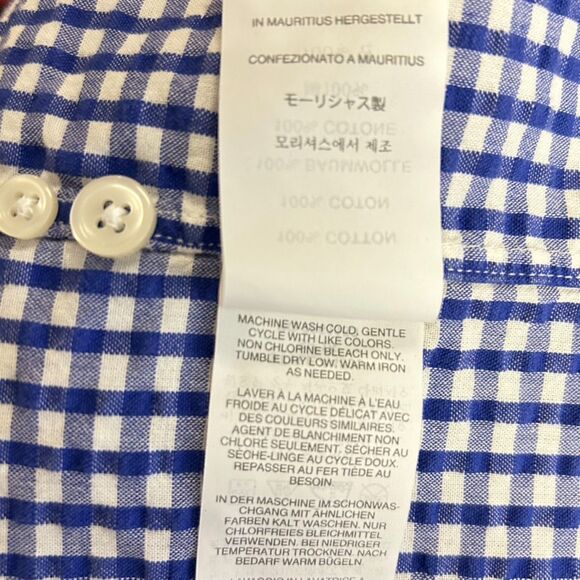 IN MAURITIUS HERGESTELLT
CONFEZIONATO A MAURITIUS
モーリシャス製
모리셔스에서 제조
100% COTONE
100% BAUMWOLLE
100% COTON
100% COTTON
MACHINE WASH COLD, GENTLE
CYCLE WITH LIKE COLORS.
NON CHLORINE BLEACH ONLY.
TUMBLE DRY LOW. WARM IRON
AS NEEDED.
LAVER À LA MACHINE À L'EAU
FROIDE AU CYCLE DÉLICAT AVEC
DES COULEURS SIMILAIRES.
AGENT DE BLANCHIMENT NON
CHLORÉ SEULEMENT. SÉCHER AU
SÈCHE-LINGE AU CYCLE DOUX.
REPASSER AU FER TIÈDE AU
BESOIN.
IN DER MASCHINE IM SCHONWAS-
CHGANG MIT ÄHNLICHEN
FARBEN KALT WASCHEN. NUR
CHLORFREIES BLEICHMITTEL
VERWENDEN. BEI NIEDRIGER
TEMPERATUR TROCKNEN. NACH
BEDARF WARM BÜGELN.